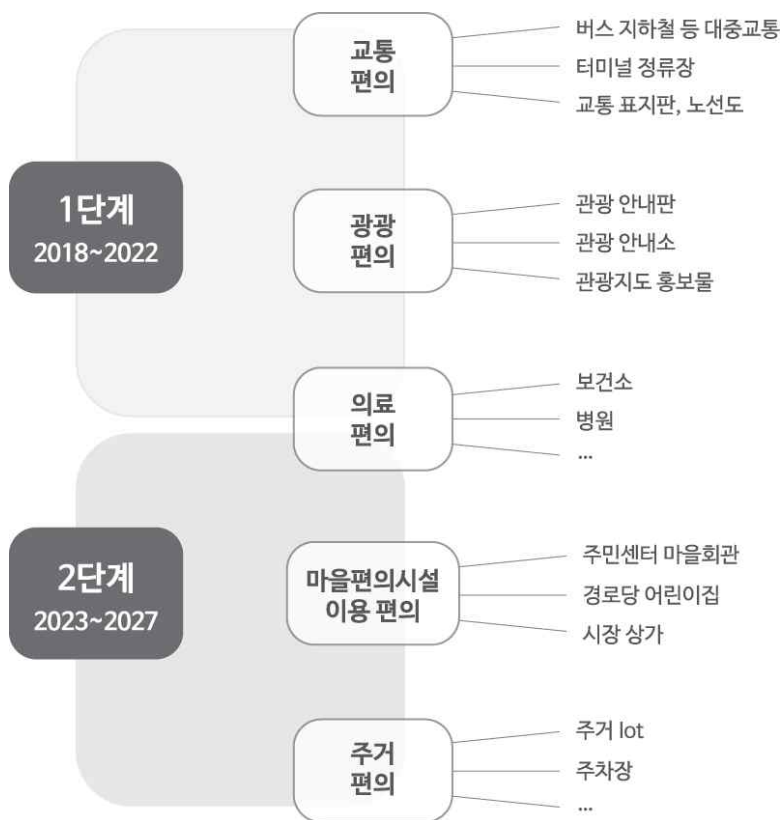 교통
편의
버스 지하철 등 대중교통
터미널 정류장
교통 표지판, 노선도
1단계
2018~2022
광광
편의
관광 안내판
관광 안내소
관광지도 홍보물
의료
편의
보건소
병원
...
2단계
2023~2027
마을편의시설
이용 편의
주민센터 마을회관
경로당 어린이집
시장 상가
주거
편의
주거 lot
주차장
...